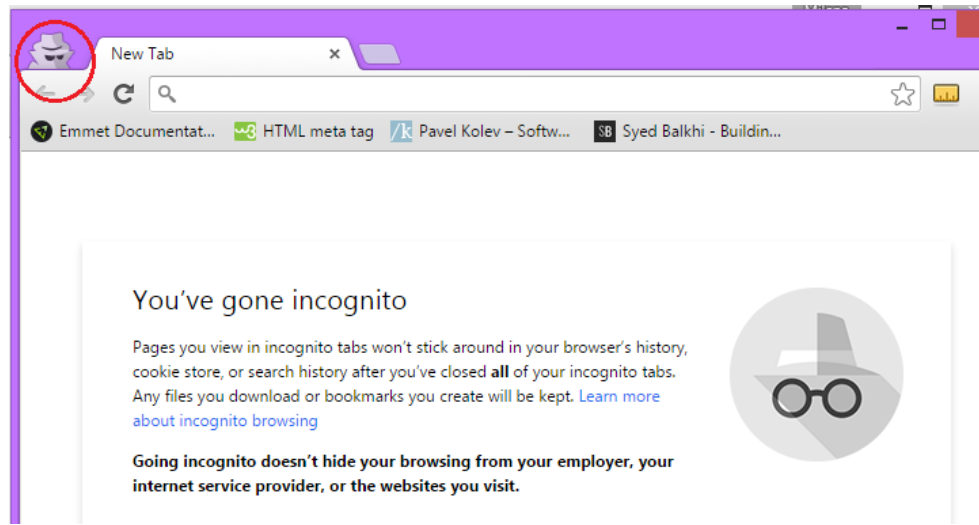 New Tab
Emmet Documentat... HTML meta tag Pavel Kolev – Softw... SB Syed Balkhi - Buildin...
You've gone incognito
Pages you view in incognito tabs won't stick around in your browser's history,
cookie store, or search history after you've closed all of your incognito tabs.
Any files you download or bookmarks you create will be kept. Learn more
about incognito browsing
Going incognito doesn't hide your browsing from your employer, your
internet service provider, or the websites you visit.